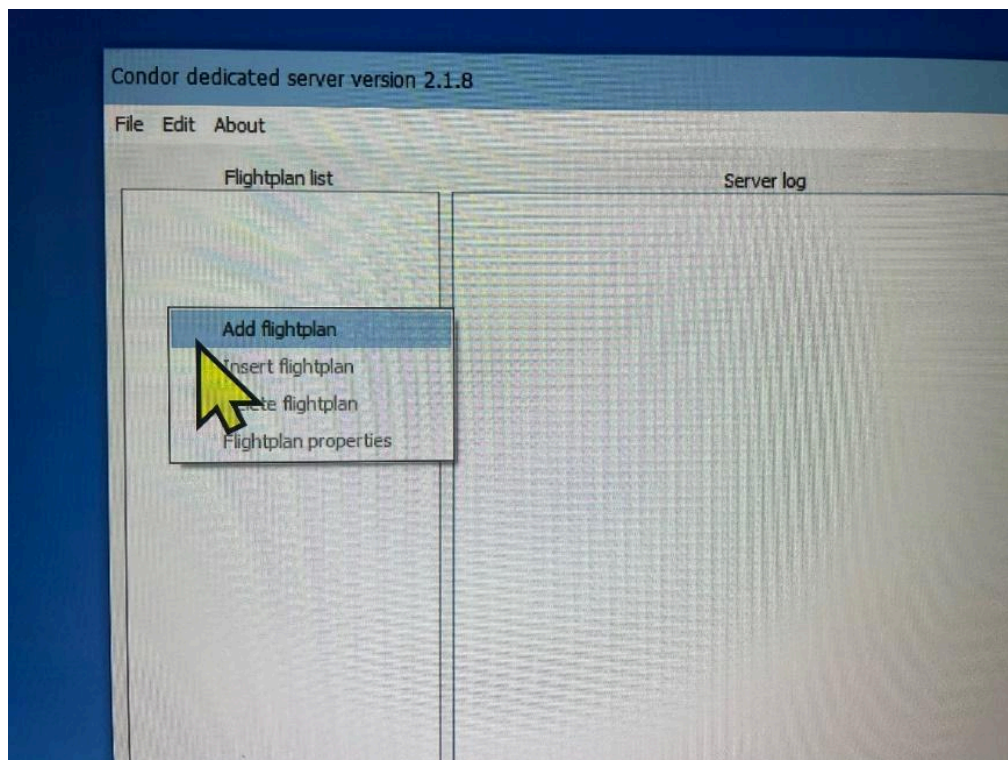 Condor dedicated server version 2.1.8
File Edit About
Flightplan list
Server log
Add flightplan
Insert flightplan
flightplan
Flightplan properties